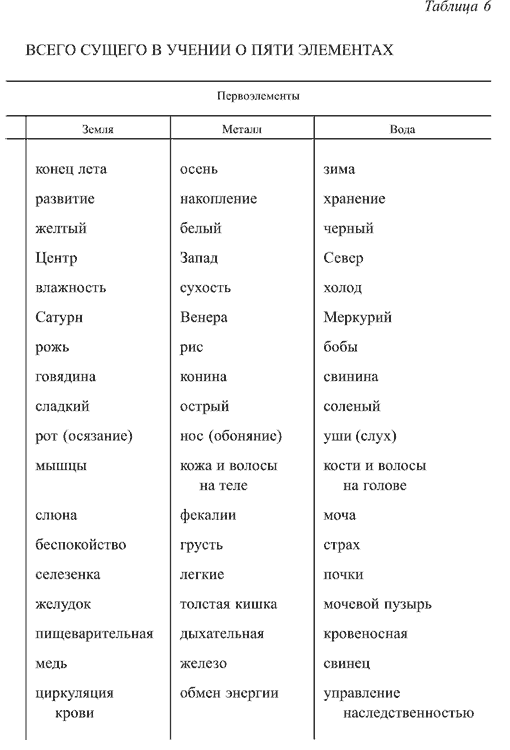 Таблица 6
ВСЕГО СУЩЕГО В УЧЕНИИ О ПЯТИ ЭЛЕМЕНТАХ
Первоэлементы
Земля Металл Вода
конец лета осень зима
развитие накопление хранение
желтый белый черный
Центр Запад Север
влажность сухость холод
Сатурн Венера Меркурий
рожь рис бобы
говядина конина свинина
сладкий острый соленый
рот (осязание) нос (обоняние) уши (слух)
мышцы кожа и волосы кости и волосы
на теле на голове
слюна фекалии моча
беспокойство грусть страх
селезенка легкие почки
желудок толстая кишка мочевой пузырь
пищеварительная дыхательная кровеносная
медь железо свинец
циркуляция обмен энергии управление
крови наследственностью